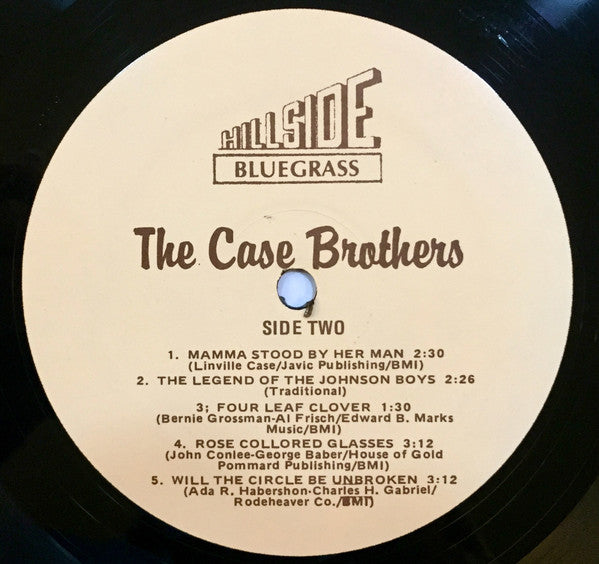 HILLSIDE
BLUEGRASS
The Case Brothers
SIDE TWO
1. MAMMA STOOD BY HER MAN 2:30
(Linville Case/Javic Publishing/BMI)
2. THE LEGEND OF THE JOHNSON BOYS 2:26
(Traditional)
3; FOUR LEAF CLOVER 1:30
(Bernie Grossman-Al Frisch/Edward B. Marks
Music/BMI)
4. ROSE COLLORED GLASSES 3:12
(John Conlee-George Baber/House of Gold
Pommard Publishing/BMI)
5. WILL THE CIRCLE BE UNBROKEN 3:12
(Ada R. Habershon-Charles H. Gabriel/
Rodeheaver Co./BMI)